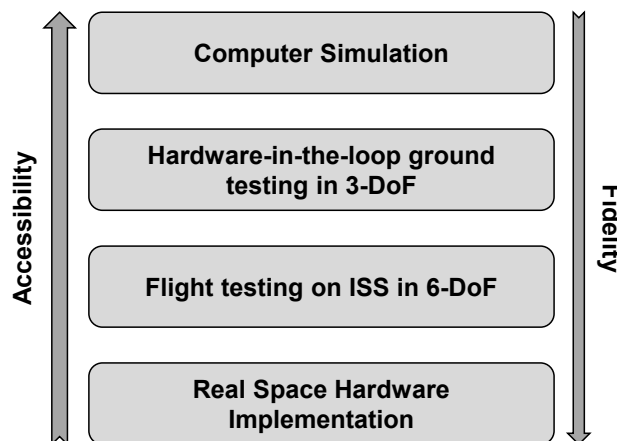 Computer Simulation
Hardware-in-the-loop ground
testing in 3-DoF
Flight testing on ISS in 6-DoF
Real Space Hardware
Implementation
Accessibility
Fidelity